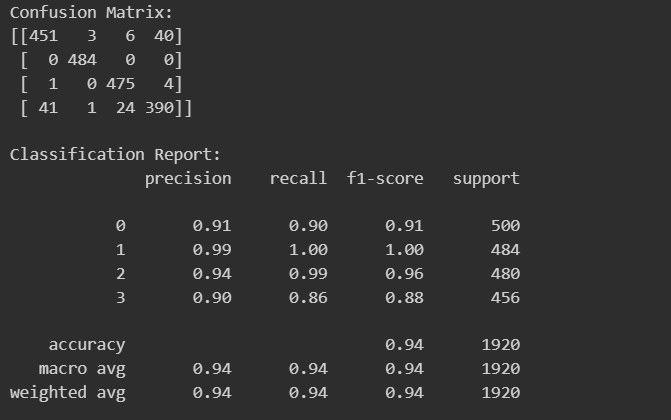 Confusion Matrix:
[[451   3   6  40]
 [  0 484   0   0]
 [  1   0 475   4]
 [ 41   1  24 390]]

Classification Report:
              precision    recall  f1-score   support

           0       0.91      0.90      0.91       500
           1       0.99      1.00      1.00       484
           2       0.94      0.99      0.96       480
           3       0.90      0.86      0.88       456

    accuracy                           0.94      1920
   macro avg       0.94      0.94      0.94      1920
weighted avg       0.94      0.94      0.94      1920